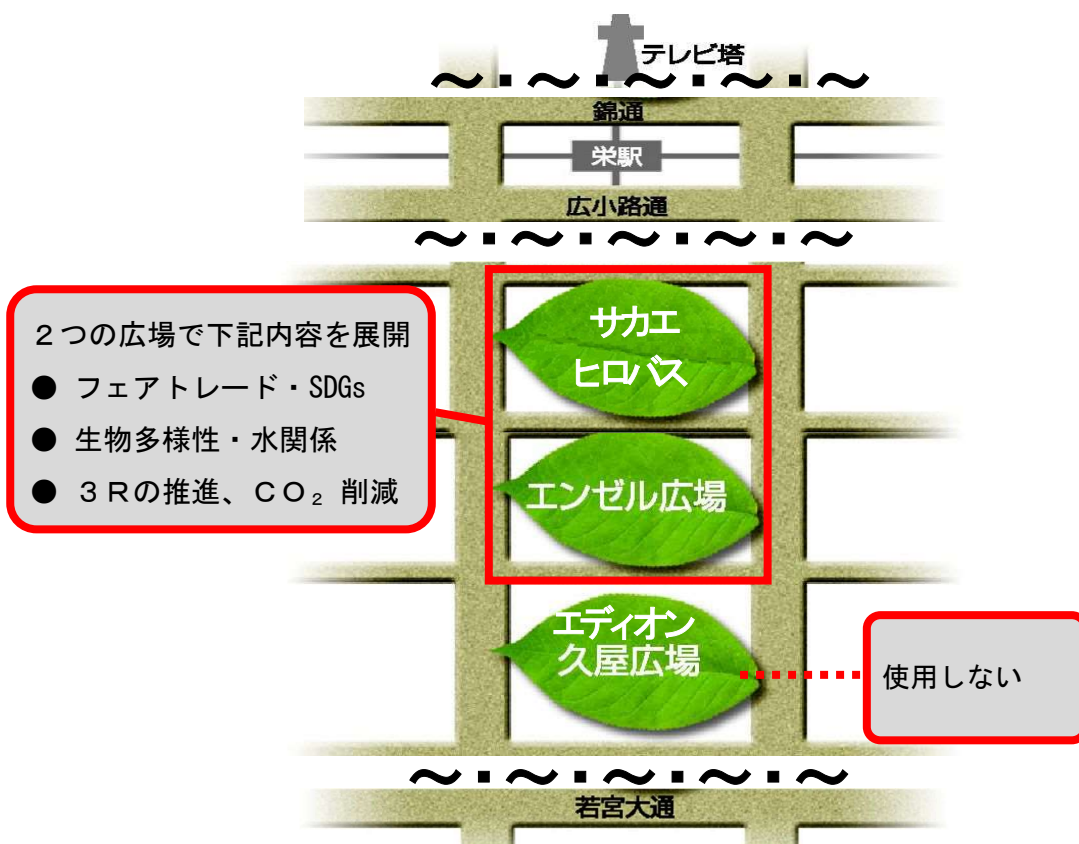 テレビ塔
錦通
栄駅
広小路通
２つの広場で下記内容を展開
● フェアトレード・SDGs
● 生物多様性・水関係
● ３Rの推進、ＣＯ₂ 削減
サカエ
ヒロバス
エンゼル広場
エディオン
久屋広場
使用しない
若宮大通